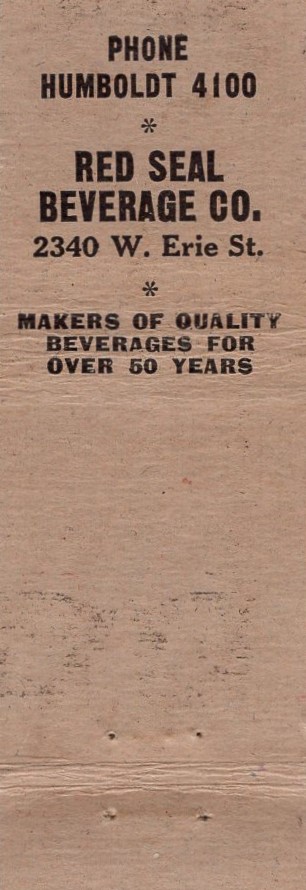 PHONE
HUMBOLDT 4100
*
RED SEAL
BEVERAGE CO.
2340 W. Erie St.
*
MAKERS OF QUALITY
BEVERAGES FOR
OVER 50 YEARS